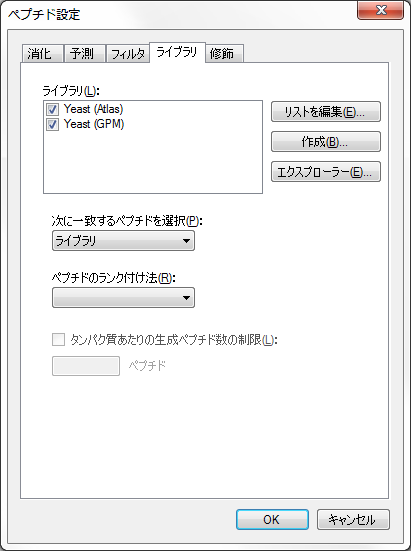 ペプチド設定
消化 予測 フィルタ ライブラリ 修飾
ライブラリ(L):
Yeast (Atlas)
Yeast (GPM)
リストを編集(E)...
作成(B)...
エクスプローラー(E)...
次に一致するペプチドを選択(P):
ライブラリ
ペプチドのランク付け法(R):
タンパク質あたりの生成ペプチド数の制限(L):
ペプチド
OK キャンセル